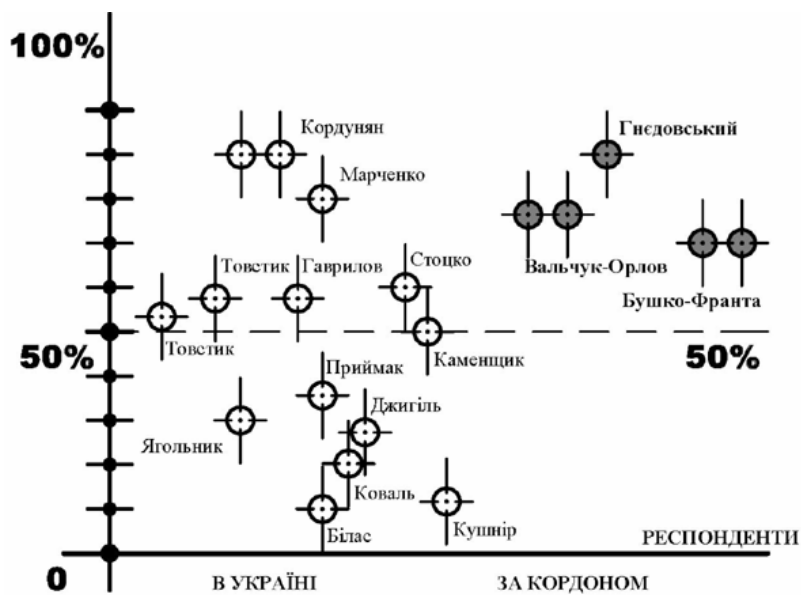 100%
Кордунян
Гнєдовський
Марченко
Товстик
Гаврилов
Стоцко
Вальчук-Орлов
Бушко-Франта
Товстик
50%
50%
Каменщик
Приймак
Джигіль
Ягольник
Коваль
Білас
Кушнір
РЕСПОНДЕНТИ
0
В УКРАЇНІ
ЗА КОРДОНОМ